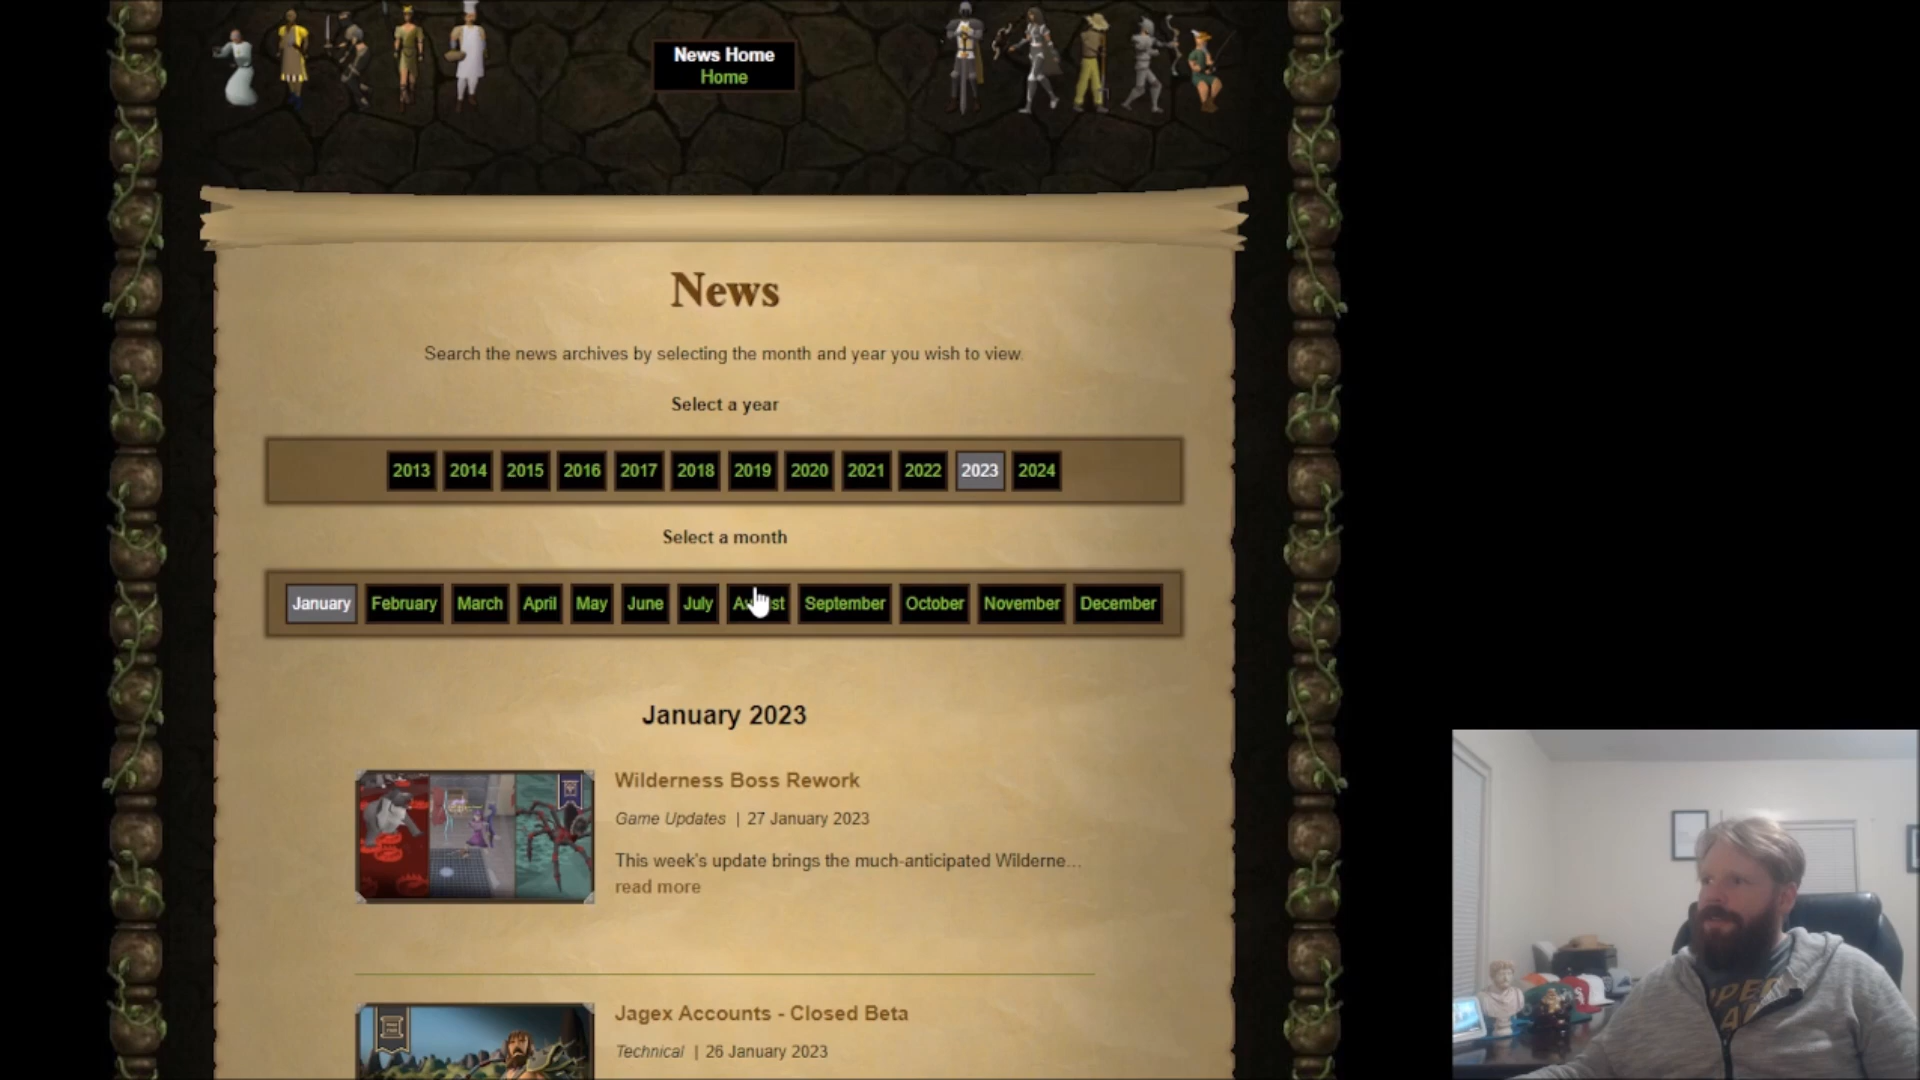 News Home
Home
News
Search the news archives by selecting the month and year you wish to view.
Select a year
2013 2014 2015 2016 2017 2018 2019 2020 2021 2022 2023 2024
Select a month
January February March April May June July September October November December
January 2023
Wilderness Boss Rework
Game Updates | 27 January 2023
This week's update brings the much-anticipated Wilderne...
read more
Jagex Accounts - Closed Beta
Technical | 26 January 2023